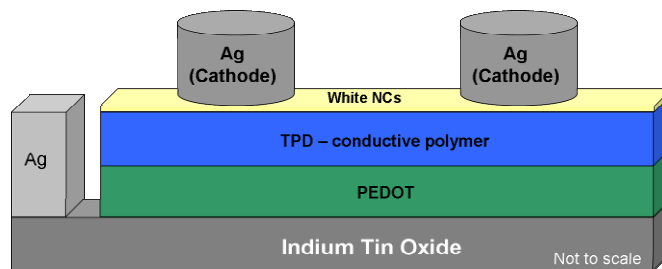 Ag
(Cathode)
Ag
(Cathode)
White NCs
TPD – conductive polymer
Ag
PEDOT
Indium Tin Oxide
Not to scale